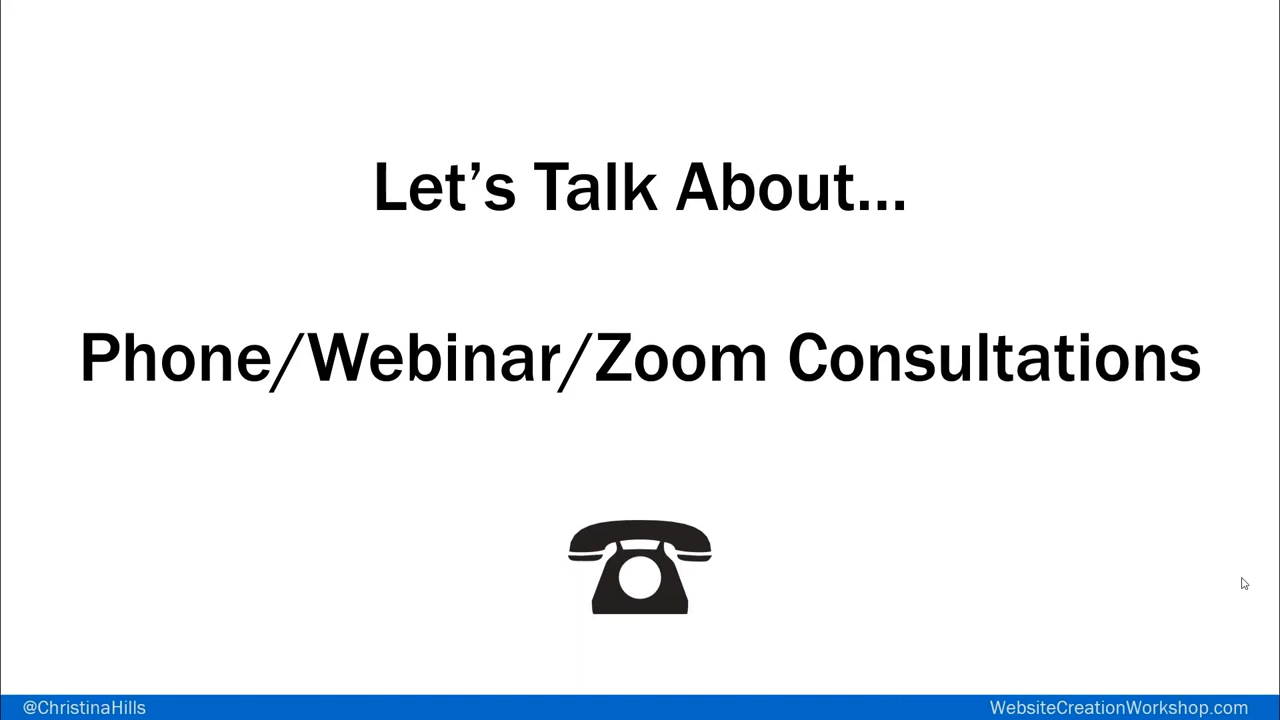 Let’s Talk About...
Phone/Webinar/Zoom Consultations
@ChristinaHills
WebsiteCreationWorkshop.com